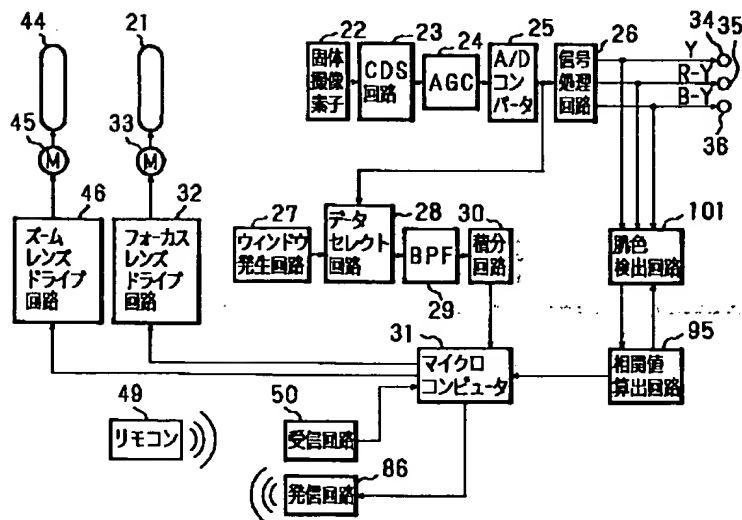 44
21
45
M
33
M
46
ズーム
レンズ
ドライブ
回路
32
フォーカス
レンズ
ドライブ
回路
22
固体
撮像
素子
23
CDS
回路
24
AGC
25
A/D
コン
バータ
26
信号
処理
回路
Y
R-Y
B-Y
34
35
36
27
ウィンドウ
発生回路
データ
セレクト
回路
28
BPF
29
30
積分
回路
101
肌色
検出回路
95
相関値
算出回路
31
マイクロ
コンピュータ
49
リモコン
50
受信回路
86
発信回路